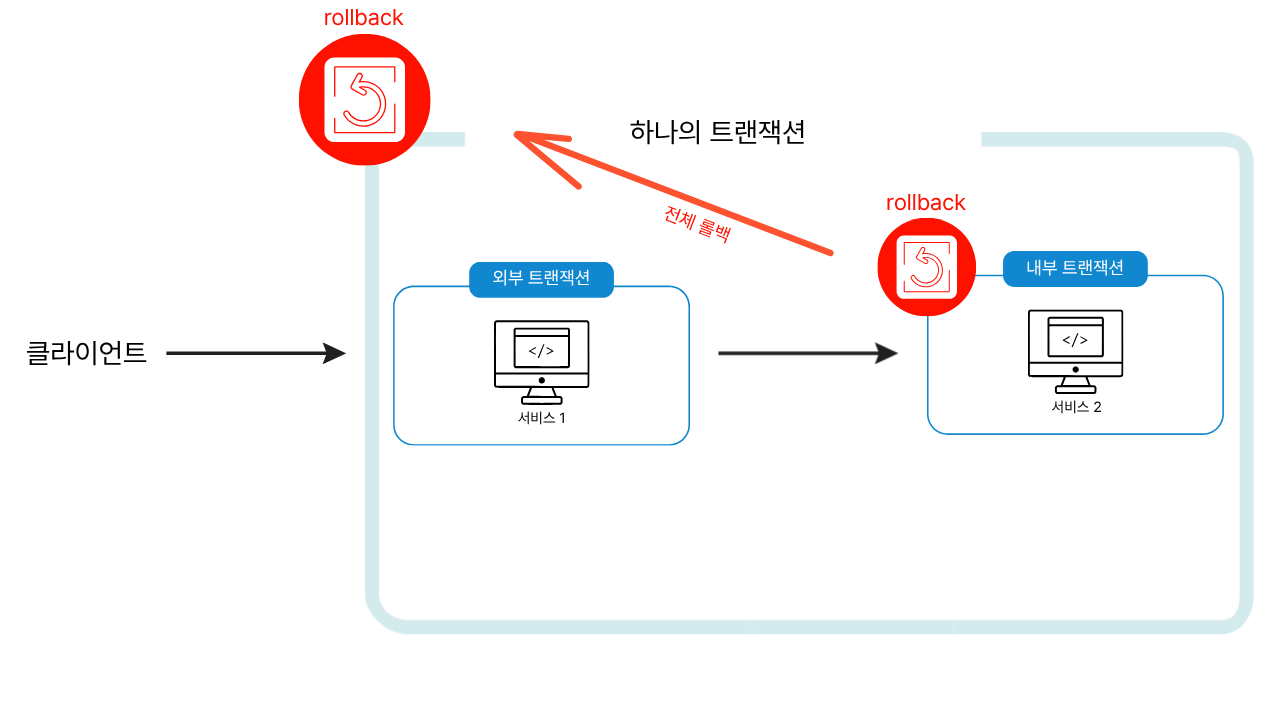 rollback
하나의 트랜잭션
rollback
전체 롤백
외부 트랜잭션
내부 트랜잭션
클라이언트
</>
</>
서비스 1
서비스 2